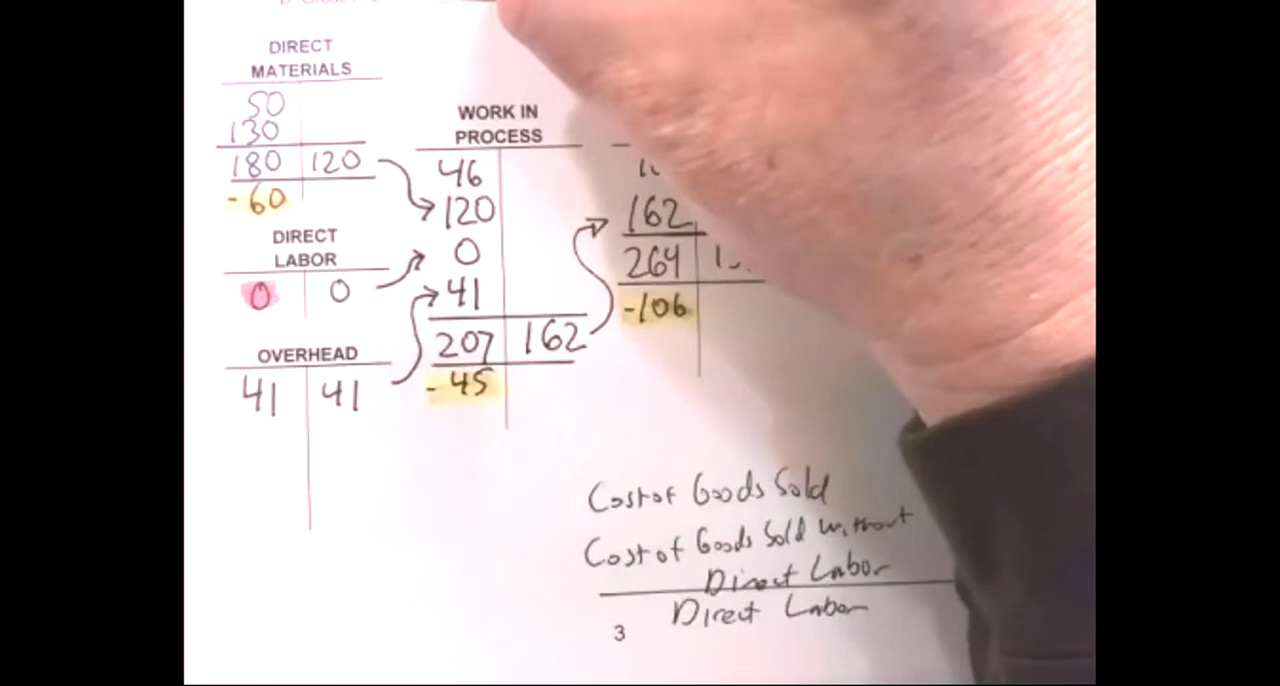 DIRECT
MATERIALS
50
130
180 120
-60
DIRECT
LABOR
0 0
OVERHEAD
41 41
WORK IN
PROCESS
46
120
0
41
207 162
-45
162
264
-106
Cost of Goods Sold
Cost of Goods Sold without
Direct Labor
Direct Labor
3